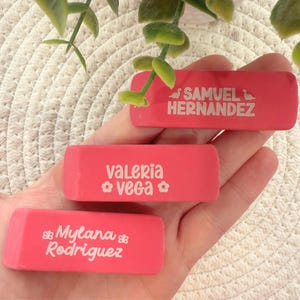 SAMUEL
HERNANDEZ
VALERIA
VEGA
Mylana
Rodriguez